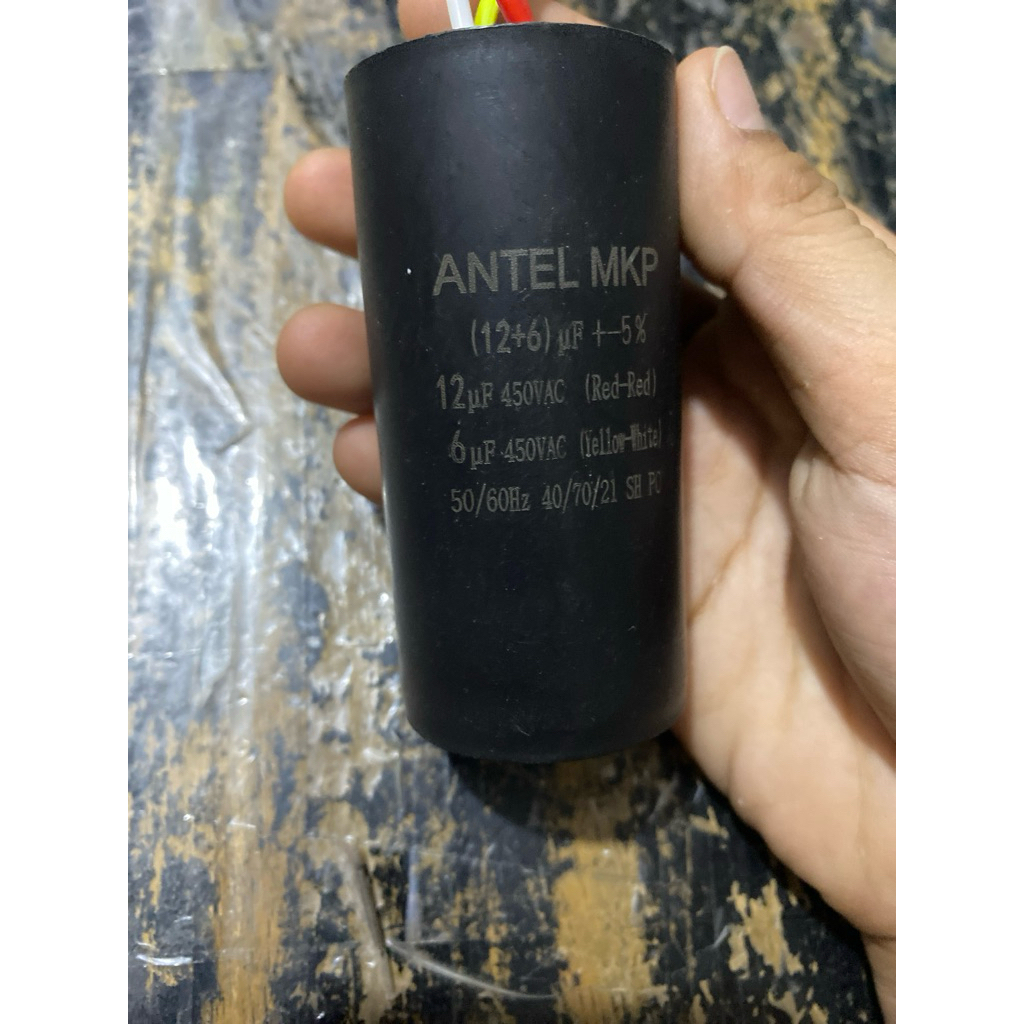 ANTEL MKP
(12+6) μF +-5%
12μF 450VAC (Red-Red)
6μF 450VAC (Yellow-White)
50/60Hz 40/70/21 SH PO